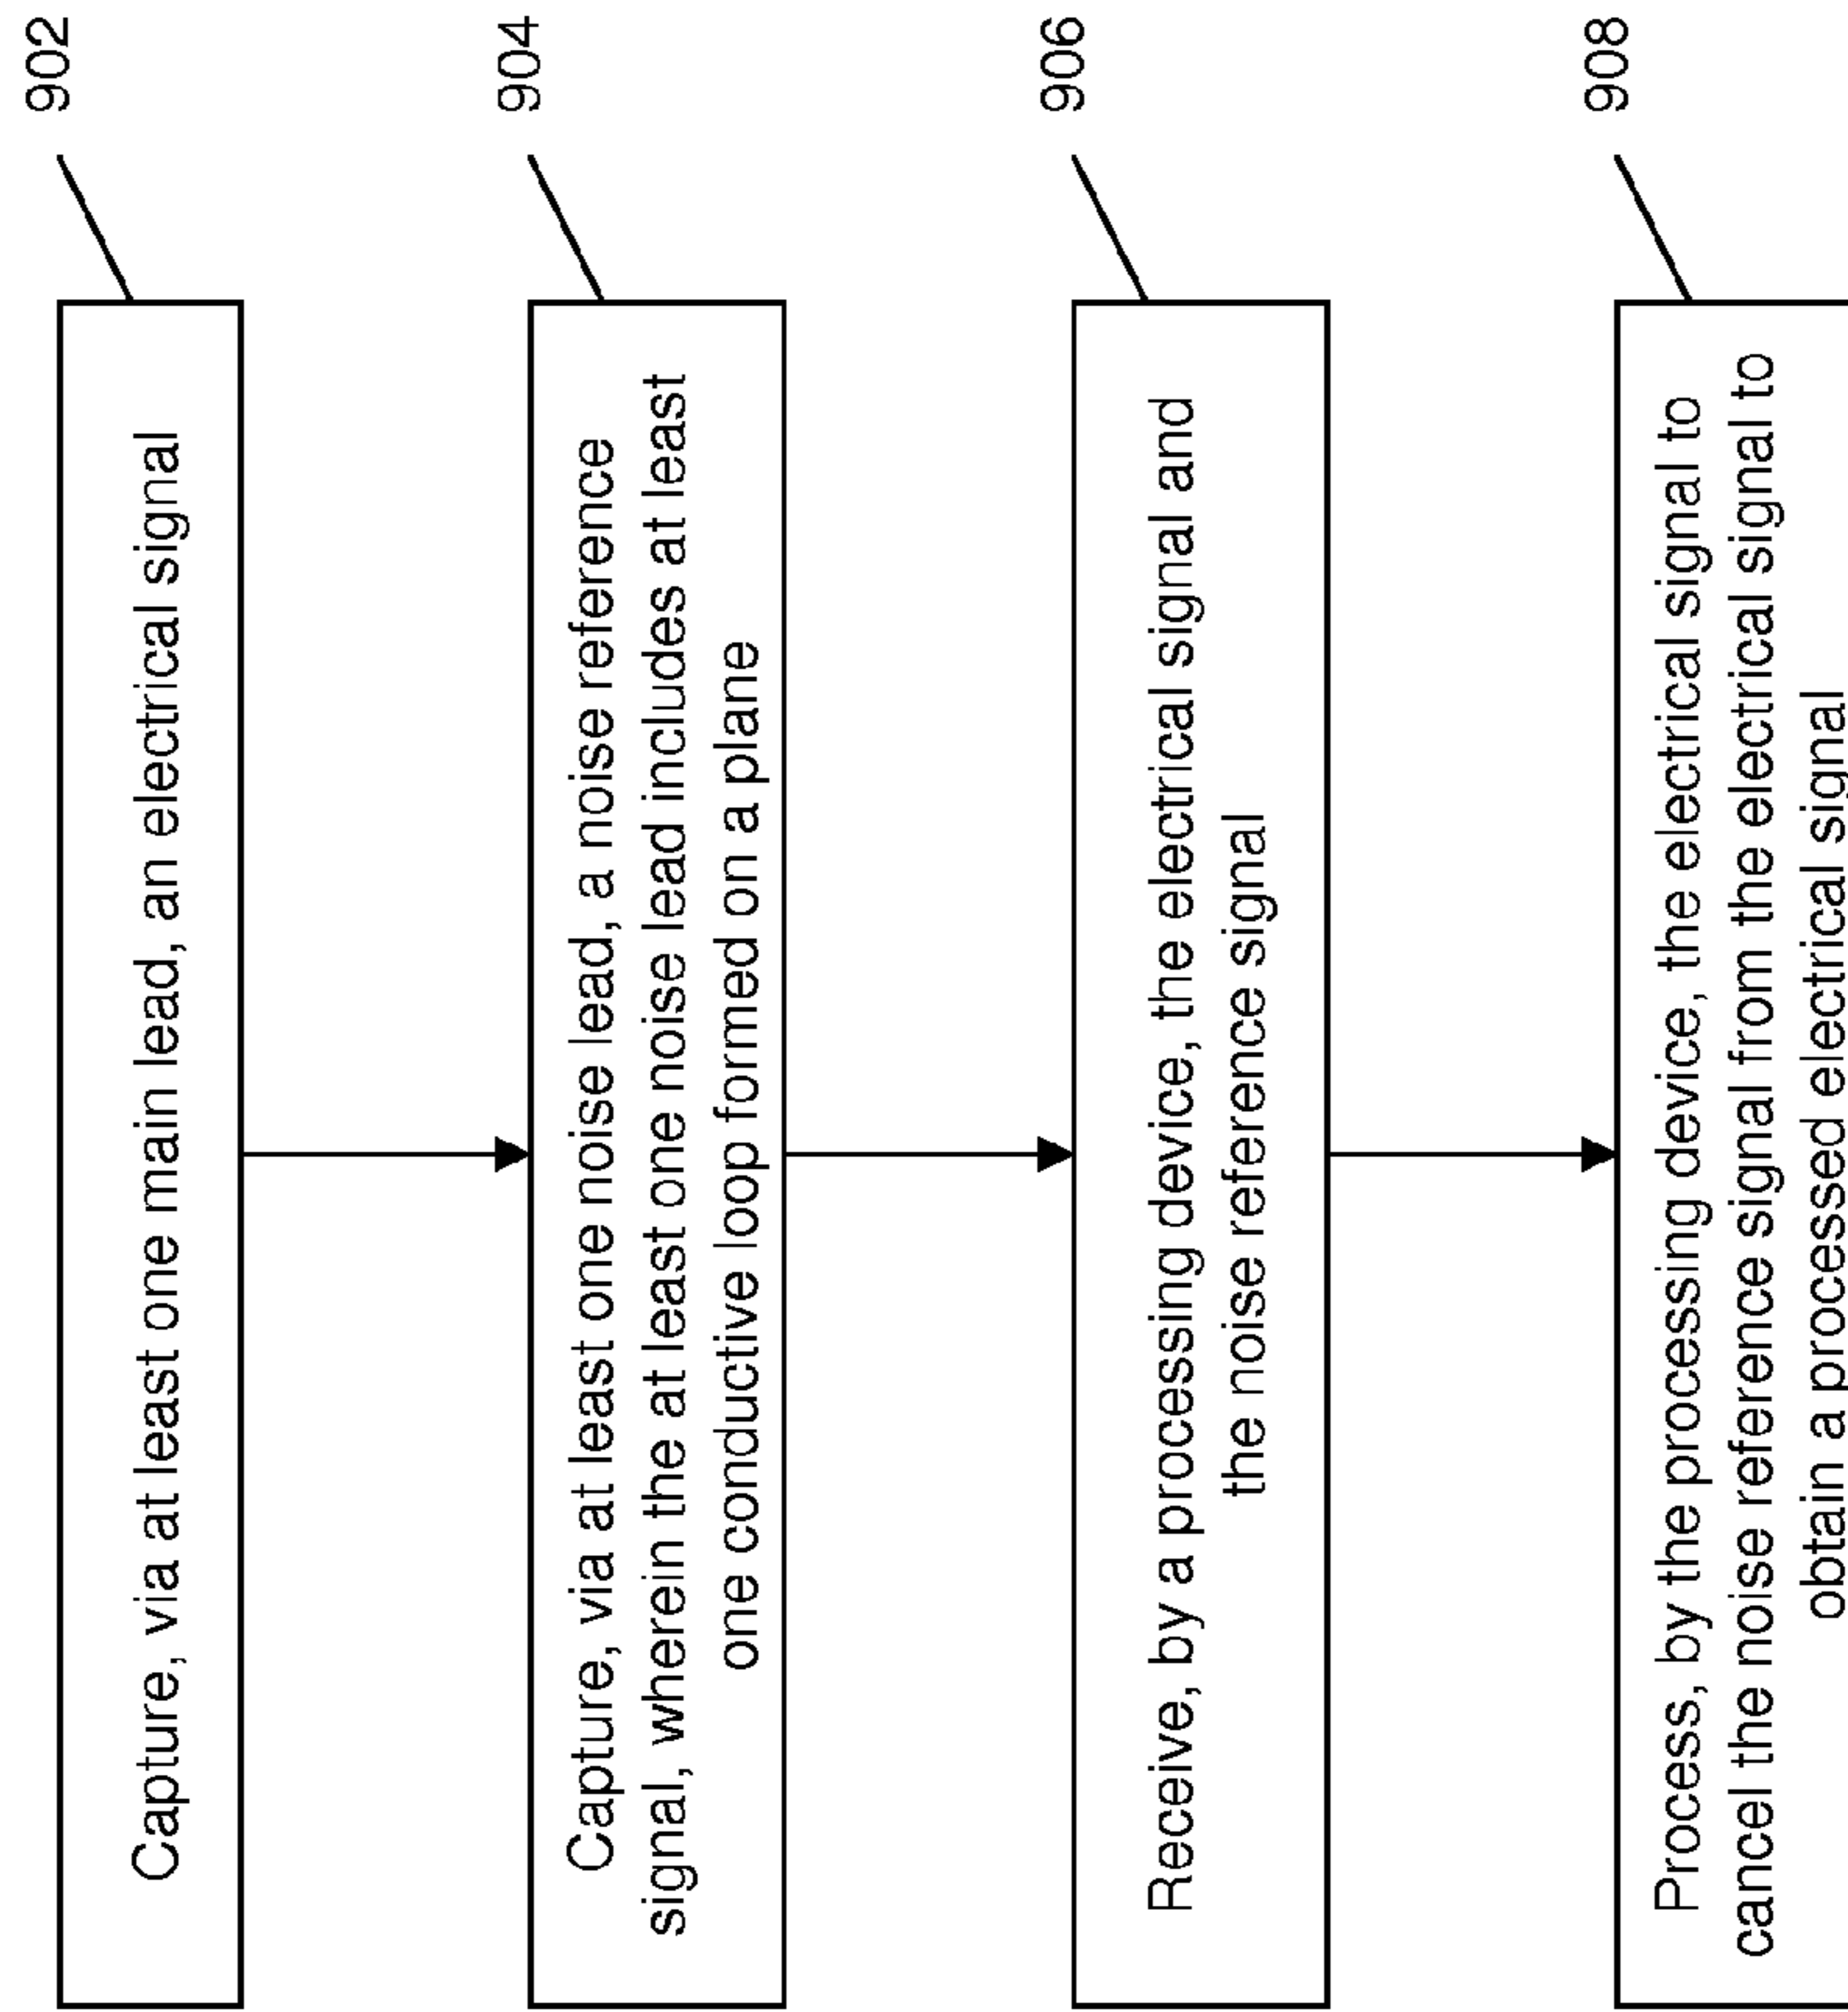 902
Capture, via at least one main lead, an electrical signal
904
Capture, via at least one noise lead, a noise reference
signal, wherein the at least one noise lead includes at least
one conductive loop formed on a plane
906
Receive, by a processing device, the electrical signal and
the noise reference signal
908
Process, by the processing device, the electrical signal to
cancel the noise reference signal from the electrical signal to
obtain a processed electrical signal